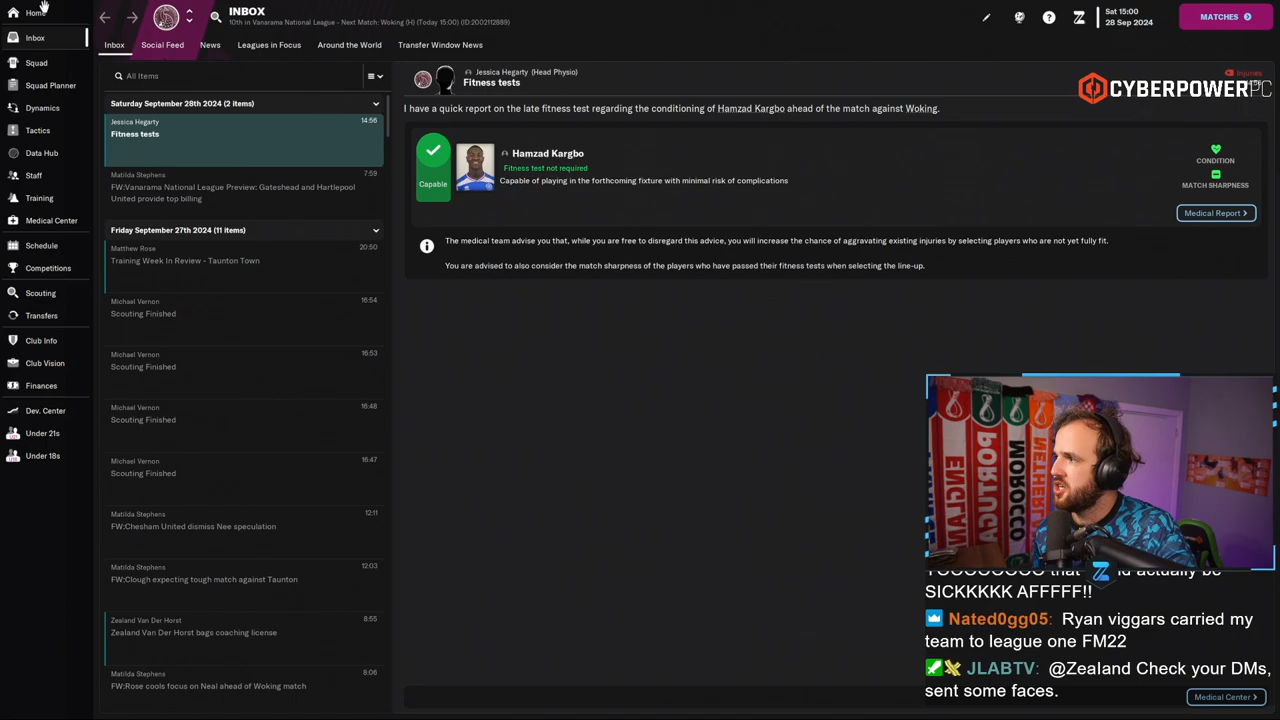 Home
Inbox
Squad
Squad Planner
Dynamics
Tactics
Data Hub
Staff
Training
Medical Center
Schedule
Competitions
Scouting
Transfers
Club Info
Club Vision
Finances
Dev. Center
Under 21s
Under 18s
INBOX
10th in Vanarama National League - Next Match: Woking (H) (Today 15:00) (ID:2002112889)
Sat 15:00
28 Sep 2024
MATCHES
Inbox
Social Feed
News
Leagues in Focus
Around the World
Transfer Window News
All Items
Saturday September 28th 2024 (2 items)
Jessica Hegarty 14:56
Fitness tests
Matilda Stephens 7:59
FW:Vanarama National League Preview: Gateshead and Hartlepool
United provide top billing
Friday September 27th 2024 (11 items)
Matthew Rose 20:50
Training Week In Review - Taunton Town
Michael Vernon 16:54
Scouting Finished
Michael Vernon 16:53
Scouting Finished
Michael Vernon 16:48
Scouting Finished
Michael Vernon 16:47
Scouting Finished
Matilda Stephens 12:11
FW:Chesham United dismiss Nee speculation
Matilda Stephens 12:03
FW:Clough expecting tough match against Taunton
Zealand Van Der Horst 8:55
Zealand Van Der Horst bags coaching license
Matilda Stephens 8:06
FW:Rose cools focus on Neal ahead of Woking match
Jessica Hegarty (Head Physio)
Fitness tests
Injuries
CYBERPOWERPC
I have a quick report on the late fitness test regarding the conditioning of Hamzad Kargbo ahead of the match against Woking.
Capable
Hamzad Kargbo
Fitness test not required
Capable of playing in the forthcoming fixture with minimal risk of complications
CONDITION
MATCH SHARPNESS
Medical Report
The medical team advise you that, while you are free to disregard this advice, you will increase the chance of aggravating existing injuries by selecting players who are not yet fully fit.
You are advised to also consider the match sharpness of the players who have passed their fitness tests when selecting the line-up.
ENGLAN
PORTUGA
MOROCCO
NETHER
SICKKKKK AFFFFF!!
Nated0gg05: Ryan viggars carried my
team to league one FM22
JLABTV: @Zealand Check your DMs,
sent some faces.
Medical Center